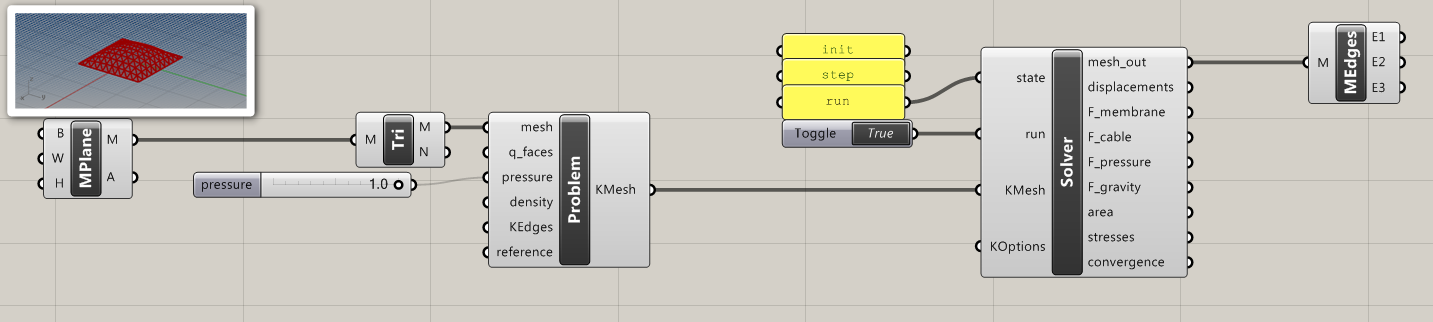 B
W
H
MPlane
M
A
M
Tri
M
N
pressure
1.0
mesh
q_faces
pressure
density
KEdges
reference
Problem
KMesh
init
step
run
Toggle
True
state
run
KMesh
KOptions
Solver
mesh_out
displacements
F_membrane
F_cable
F_pressure
F_gravity
area
stresses
convergence
M
MEdges
E1
E2
E3